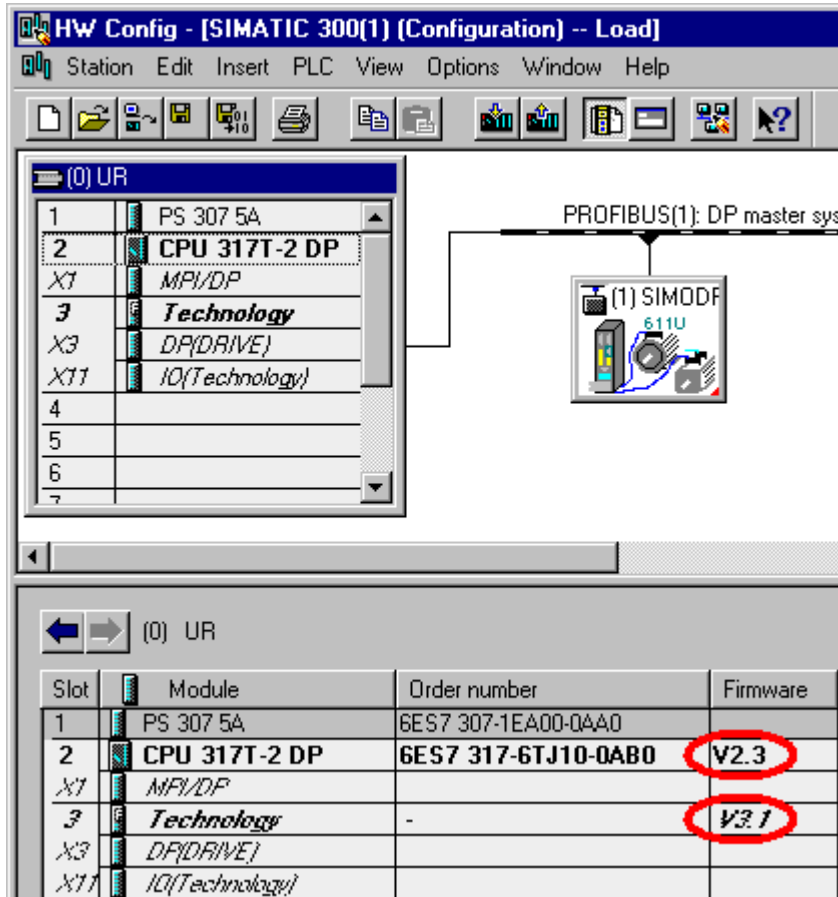 HW Config - [SIMATIC 300(1) (Configuration) -- Load]
Station Edit Insert PLC View Options Window Help
(0) UR
1 PS 307 5A
2 CPU 317T-2 DP
X1 MPI/DP
3 Technology
X3 DP(DRIVE)
X11 IO(Technology)
4
5
6
7
PROFIBUS(1): DP master sys
(1) SIMODR
611U
(0) UR
Slot Module Order number Firmware
1 PS 307 5A 6ES7 307-1EA00-0AA0
2 CPU 317T-2 DP 6ES7 317-6TJ10-0AB0 V2.3
X1 MPI/DP
3 Technology - V3.1
X3 DP(DRIVE)
X11 IO(Technology)